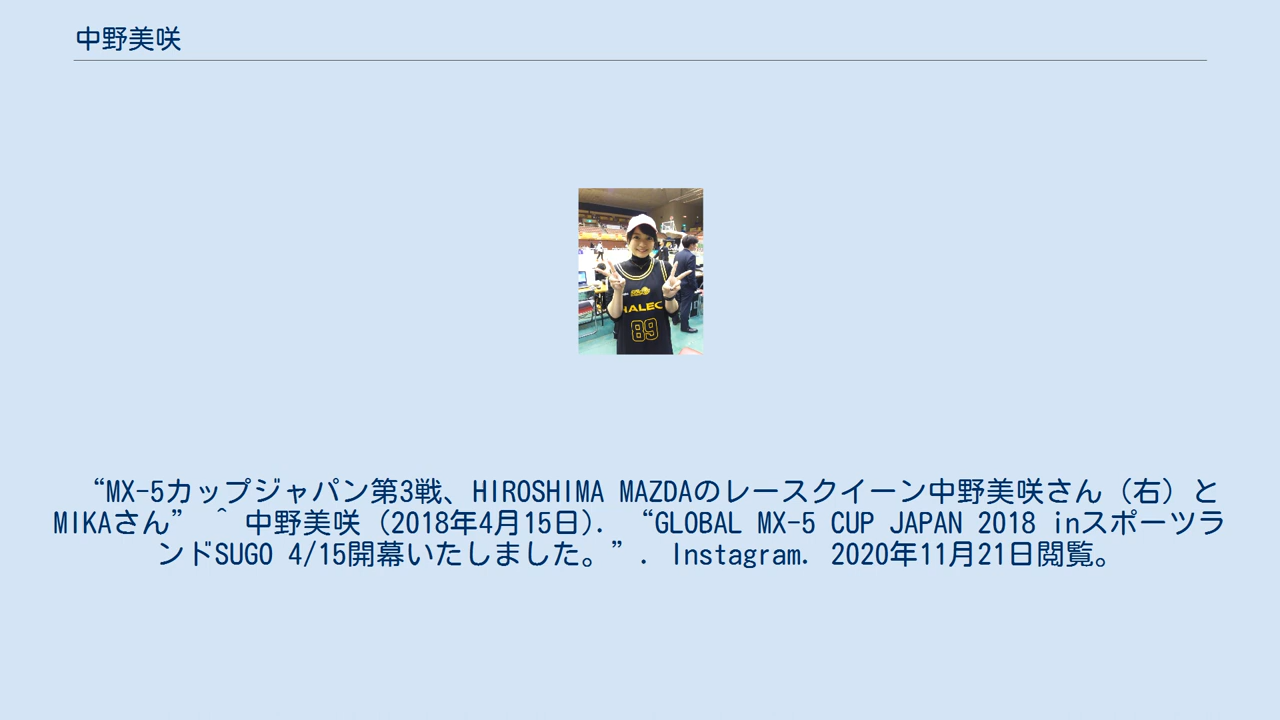 中野美咲
HALEC
89
“MX-5カップジャパン第3戦、HIROSHIMA MAZDAのレースクイーン中野美咲さん（右）と
MIKAさん” ^ 中野美咲 (2018年4月15日). “GLOBAL MX-5 CUP JAPAN 2018 inスポーツラ
ンドSUGO 4/15開幕いたしました。”. Instagram. 2020年11月21日閲覧。